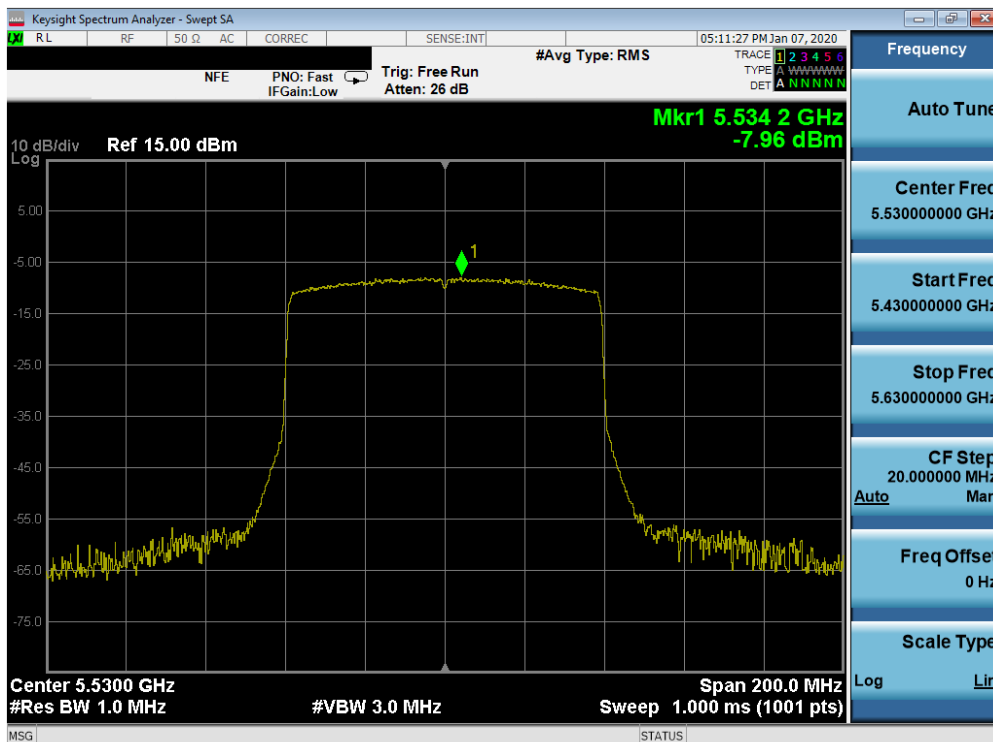 Keysight Spectrum Analyzer - Swept SA
LXI RL RF 50 Ω AC CORREC SENSE:INT 05:11:27 PM Jan 07, 2020
#Avg Type: RMS TRACE 1 2 3 4 5 6
NFE PNO: Fast Trig: Free Run TYPE A WWWWW
IFGain:Low Atten: 26 dB DET A N N N N N
Mkr1 5.534 2 GHz
10 dB/div Ref 15.00 dBm -7.96 dBm
Log
5.00
1
-5.00
-15.0
-25.0
-35.0
-45.0
-55.0
-65.0
-75.0
Center 5.5300 GHz Span 200.0 MHz
#Res BW 1.0 MHz #VBW 3.0 MHz Sweep 1.000 ms (1001 pts)
MSG STATUS
Frequency
Auto Tune
Center Freq
5.530000000 GHz
Start Freq
5.430000000 GHz
Stop Freq
5.630000000 GHz
CF Step
20.000000 MHz
Auto Man
Freq Offset
0 Hz
Scale Type
Log Lin